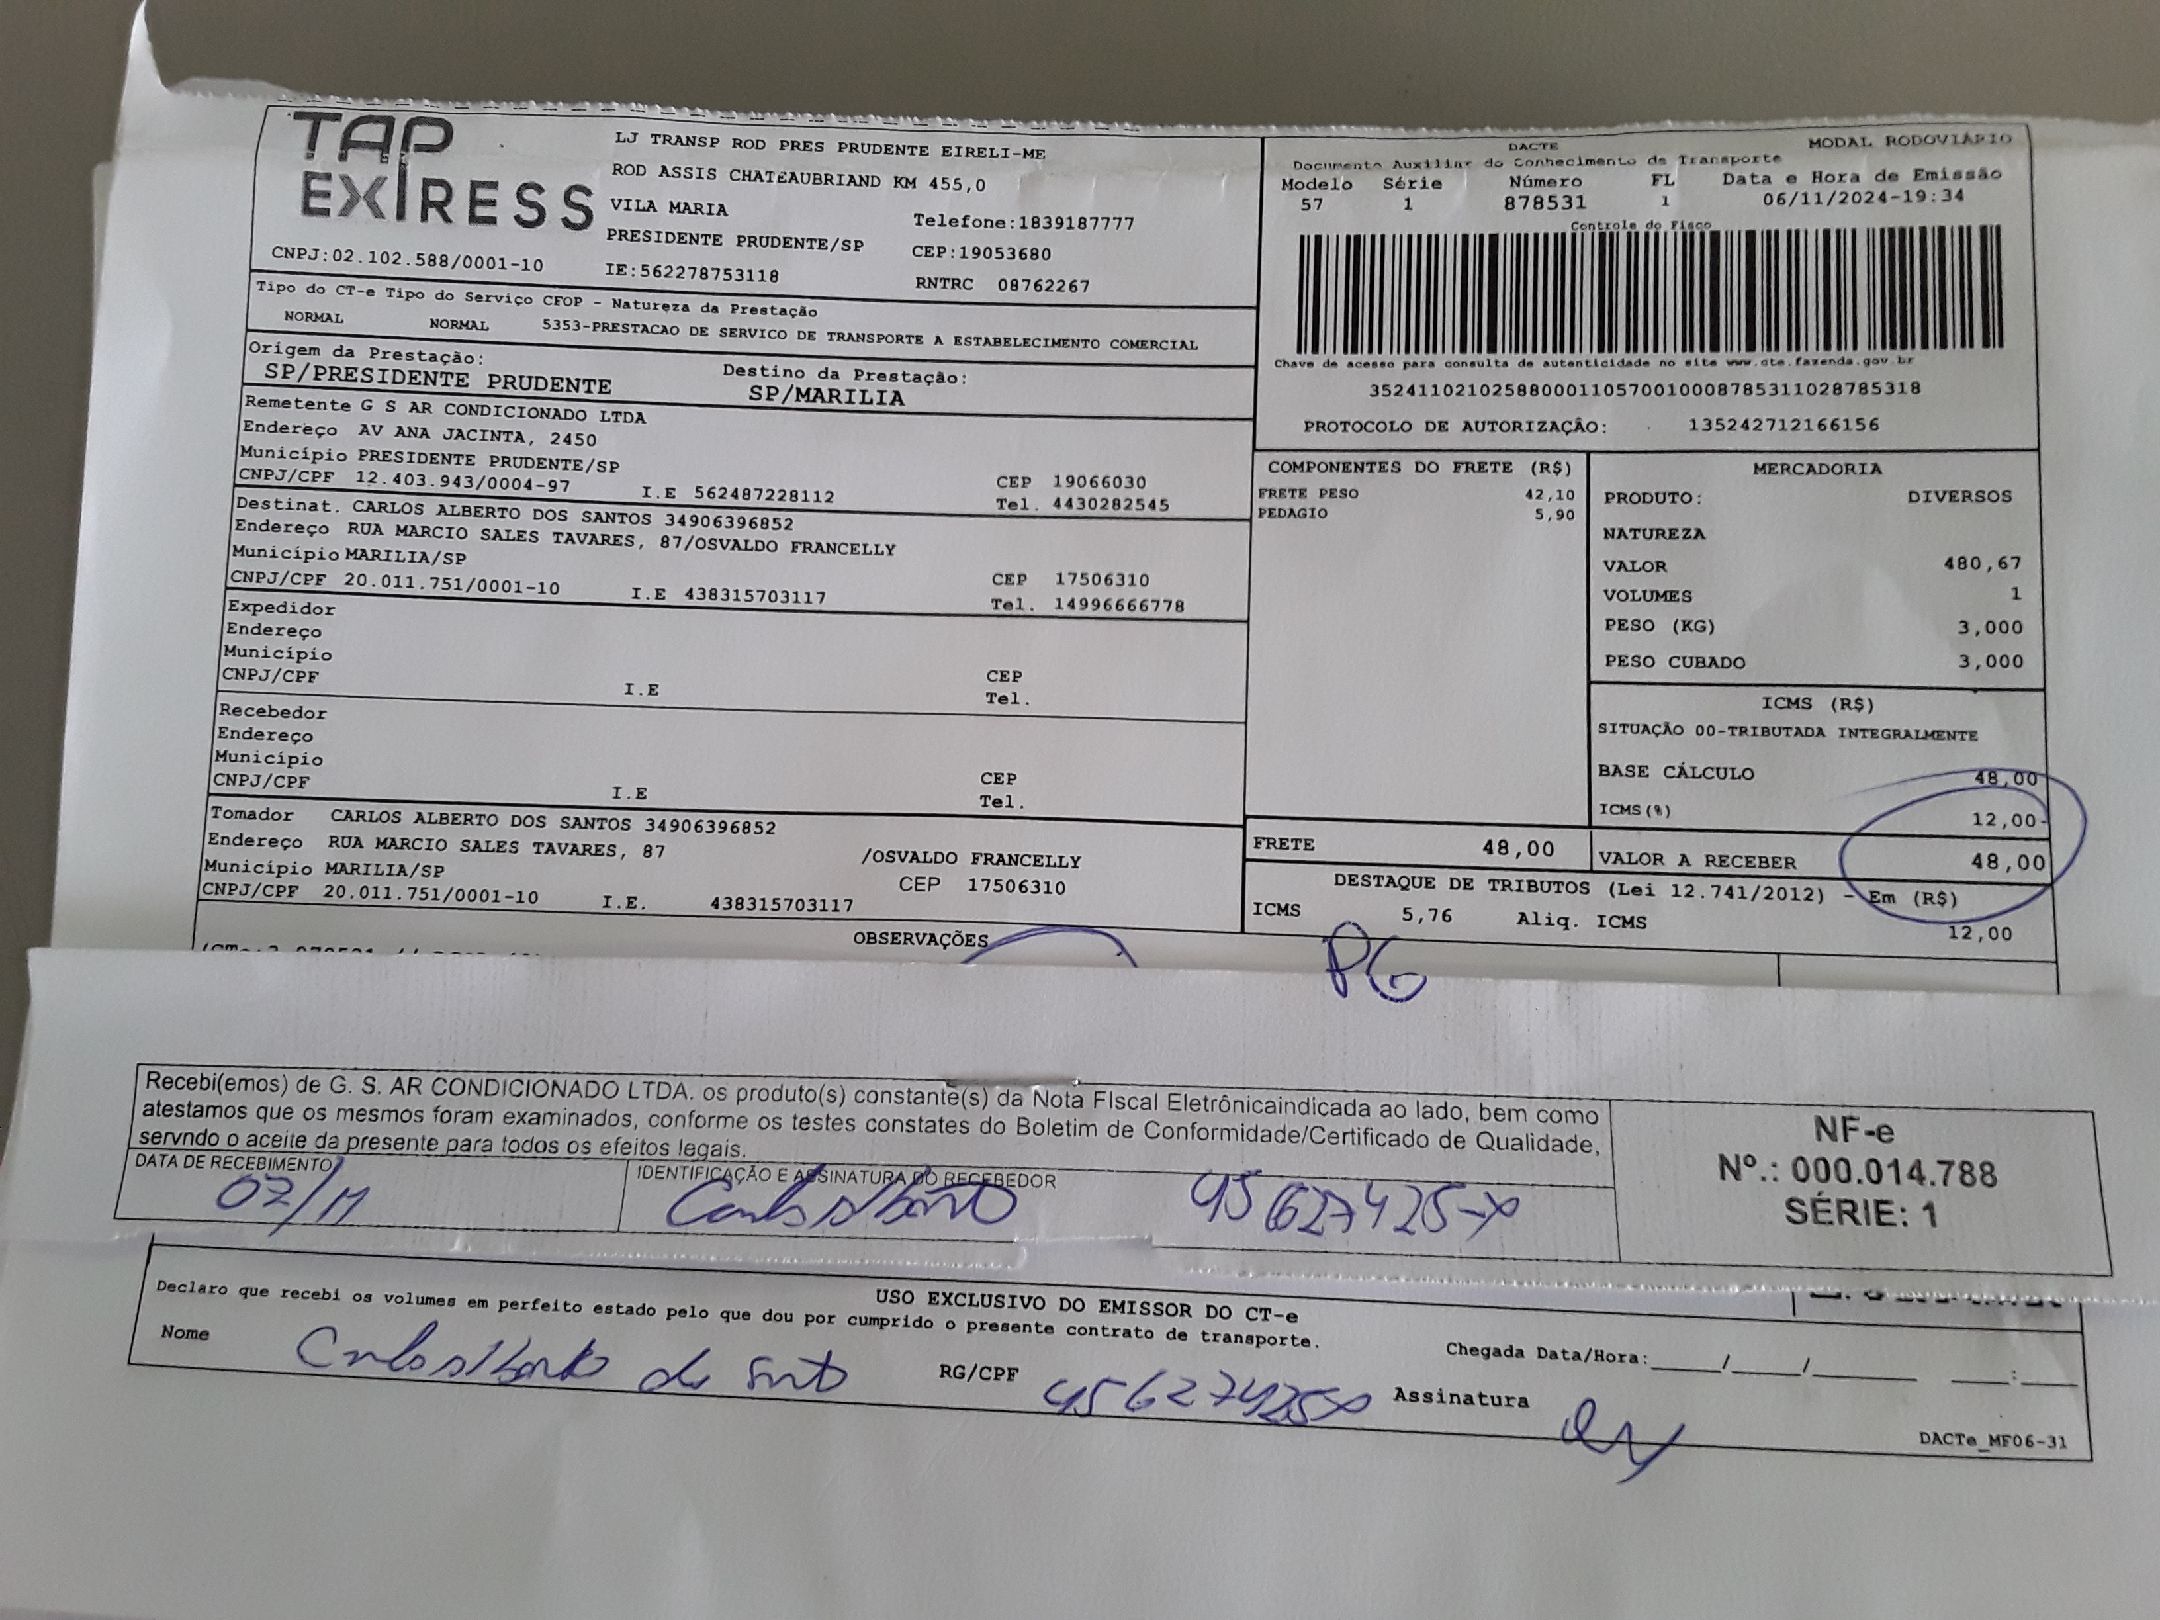 TAP
EXPRESS
CNPJ:02.102.588/0001-10
LJ TRANSP ROD PRES PRUDENTE EIRELI-ME
ROD ASSIS CHATEAUBRIAND KM 455,0
VILA MARIA
Telefone:1839187777
PRESIDENTE PRUDENTE/SP
CEP:19053680
IE:562278753118
RNTRC 08762267
DACTE
MODAL RODOVIÁRIO
Documento Auxiliar do Conhecimento de Transporte
Modelo Série Número FL Data e Hora de Emissão
57 1 878531 1 06/11/2024-19:34
Controle do Fisco
Chave de acesso para consulta de autenticidade no site www.cte.fazenda.gov.br
35241102102588000110570010008785311028785318
PROTOCOLO DE AUTORIZAÇÃO: 135242712166156
Tipo do CT-e Tipo do Serviço CFOP - Natureza da Prestação
NORMAL NORMAL 5353-PRESTACAO DE SERVICO DE TRANSPORTE A ESTABELECIMENTO COMERCIAL
Origem da Prestação: Destino da Prestação:
SP/PRESIDENTE PRUDENTE SP/MARILIA
Remetente G S AR CONDICIONADO LTDA
Endereço AV ANA JACINTA, 2450
Município PRESIDENTE PRUDENTE/SP CEP 19066030
CNPJ/CPF 12.403.943/0004-97 I.E 562487228112 Tel. 4430282545
Destinat. CARLOS ALBERTO DOS SANTOS 34906396852
Endereço RUA MARCIO SALES TAVARES, 87/OSVALDO FRANCELLY
Município MARILIA/SP CEP 17506310
CNPJ/CPF 20.011.751/0001-10 I.E 438315703117 Tel. 14996666778
Expedidor
Endereço
Município CEP
CNPJ/CPF I.E Tel.
Recebedor
Endereço
Município CEP
CNPJ/CPF I.E Tel.
Tomador CARLOS ALBERTO DOS SANTOS 34906396852
Endereço RUA MARCIO SALES TAVARES, 87 /OSVALDO FRANCELLY
Município MARILIA/SP CEP 17506310
CNPJ/CPF 20.011.751/0001-10 I.E. 438315703117
COMPONENTES DO FRETE (R$)
FRETE PESO 42,10
PEDAGIO 5,90
MERCADORIA
PRODUTO: DIVERSOS
NATUREZA
VALOR 480,67
VOLUMES 1
PESO (KG) 3,000
PESO CUBADO 3,000
ICMS (R$)
SITUAÇÃO 00-TRIBUTADA INTEGRALMENTE
BASE CÁLCULO 48,00
ICMS(%) 12,00
FRETE 48,00 VALOR A RECEBER 48,00
DESTAQUE DE TRIBUTOS (Lei 12.741/2012) - Em (R$)
ICMS 5,76 Aliq. ICMS 12,00
OBSERVAÇÕES
PG
Recebi(emos) de G. S. AR CONDICIONADO LTDA. os produto(s) constante(s) da Nota FIscal Eletrônicaindicada ao lado, bem como
atestamos que os mesmos foram examinados, conforme os testes constates do Boletim de Conformidade/Certificado de Qualidade,
servndo o aceite da presente para todos os efeitos legais.
DATA DE RECEBIMENTO IDENTIFICAÇÃO E ASSINATURA DO RECEBEDOR
07/11 45627425-x
NF-e
Nº.: 000.014.788
SÉRIE: 1
USO EXCLUSIVO DO EMISSOR DO CT-e
Declaro que recebi os volumes em perfeito estado pelo que dou por cumprido o presente contrato de transporte.
Chegada Data/Hora:____/____/______ ___:___
Nome Carlos Alberto dos Santos RG/CPF 45627425x Assinatura
DACTe_MF06-31